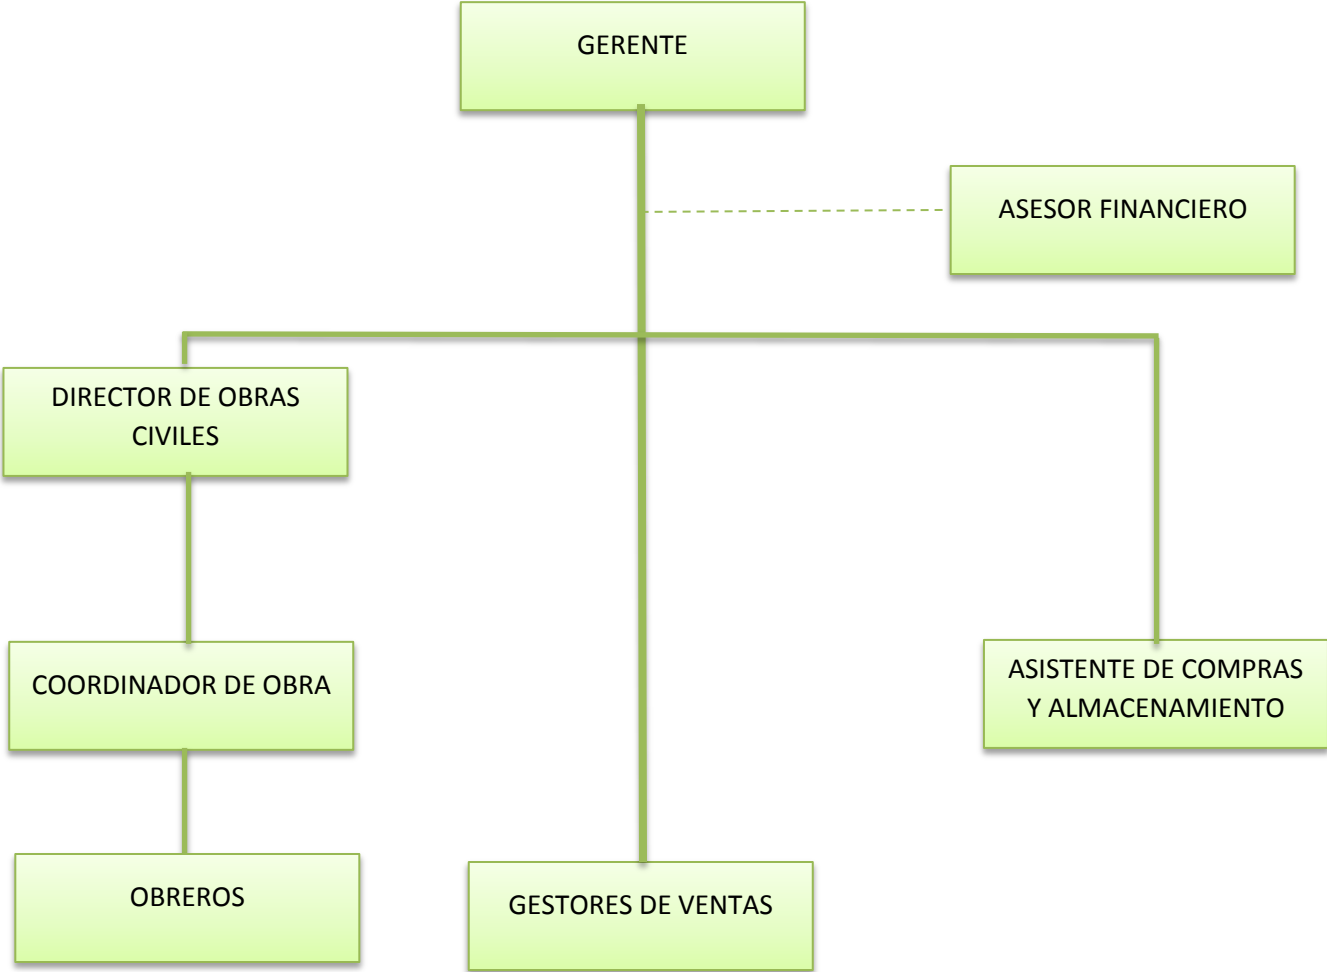 GERENTE
ASESOR FINANCIERO
DIRECTOR DE OBRAS
CIVILES
COORDINADOR DE OBRA
ASISTENTE DE COMPRAS
Y ALMACENAMIENTO
OBREROS
GESTORES DE VENTAS